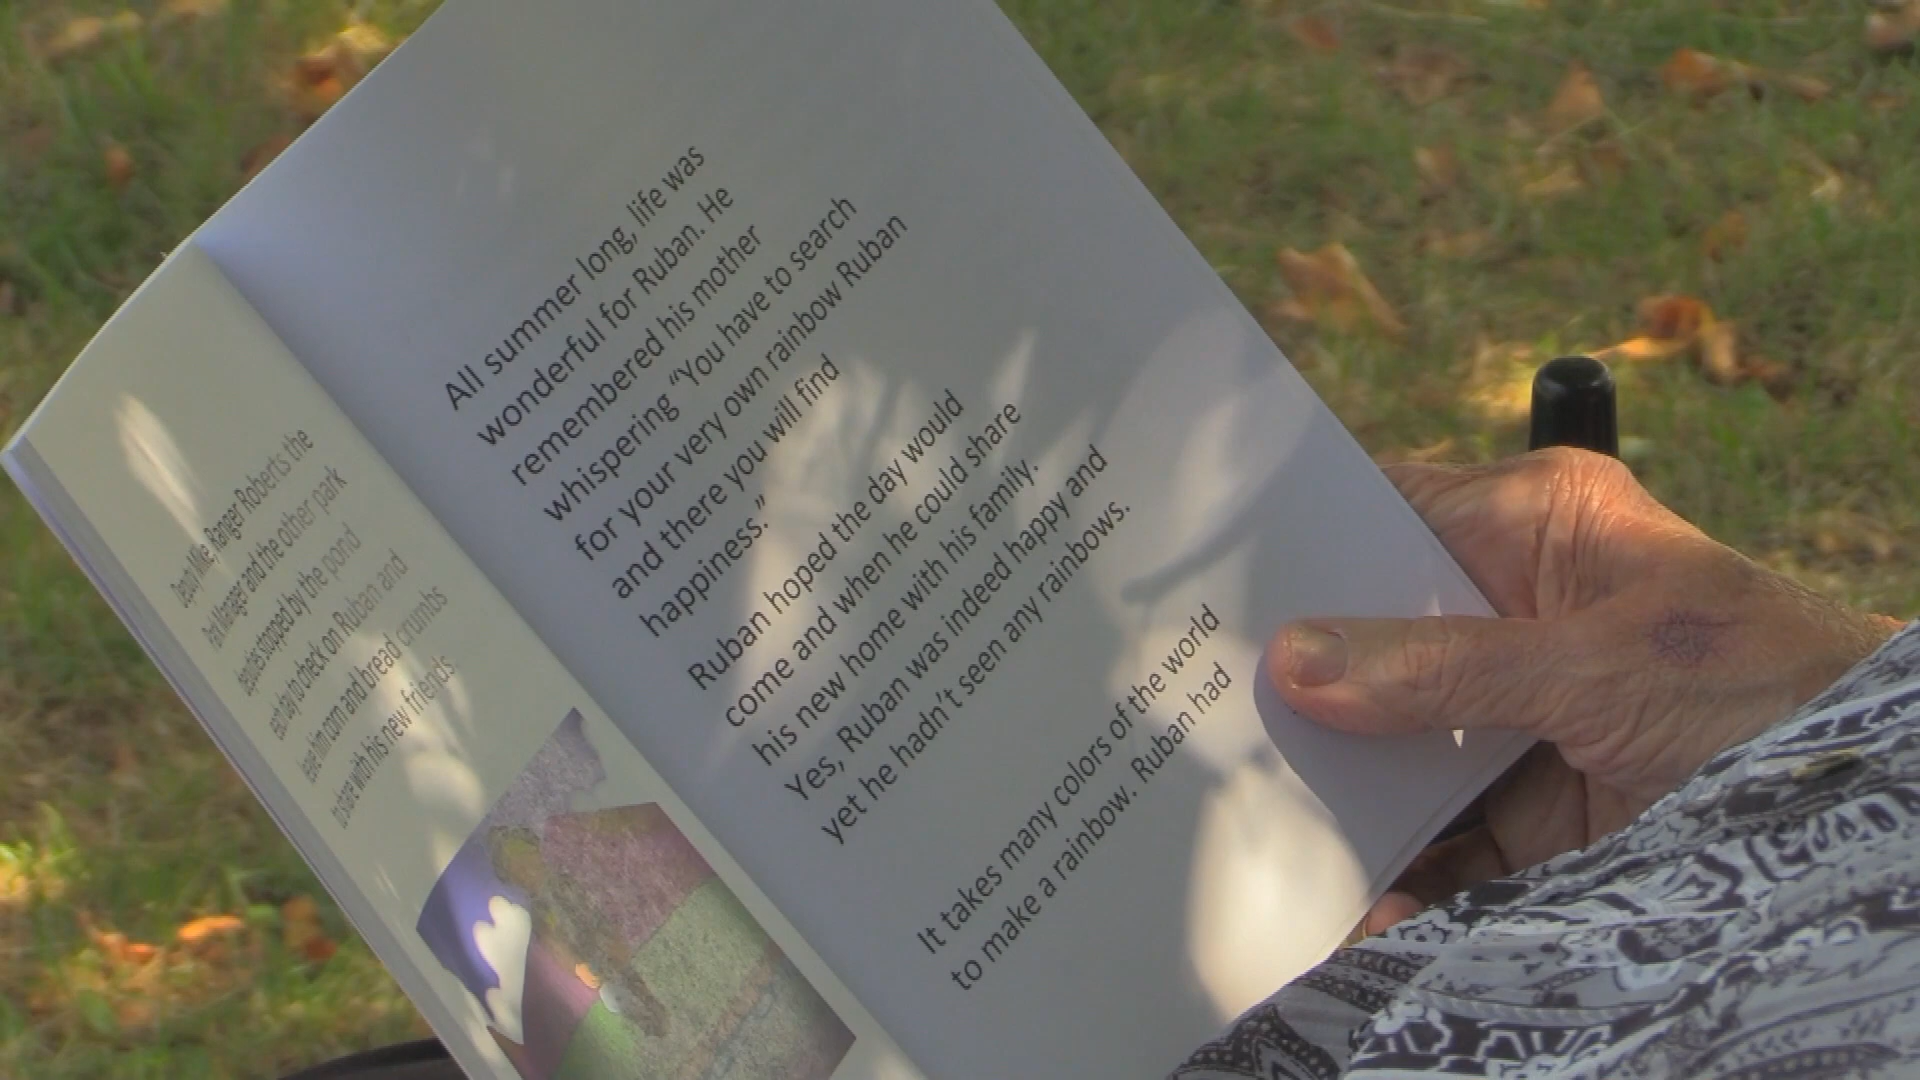 Deputy Mike, Ranger Roberts the
Park Manager and the other park
deputies stopped by the pond
each day to check on Ruban and
leave him corn and bread crumbs
to share with his new friends.
All summer long, life was
wonderful for Ruban. He
remembered his mother
whispering “You have to search
for your very own rainbow Ruban
and there you will find
happiness.”
Ruban hoped the day would
come and when he could share
his new home with his family.
Yes, Ruban was indeed happy and
yet he hadn’t seen any rainbows.
It takes many colors of the world
to make a rainbow. Ruban had